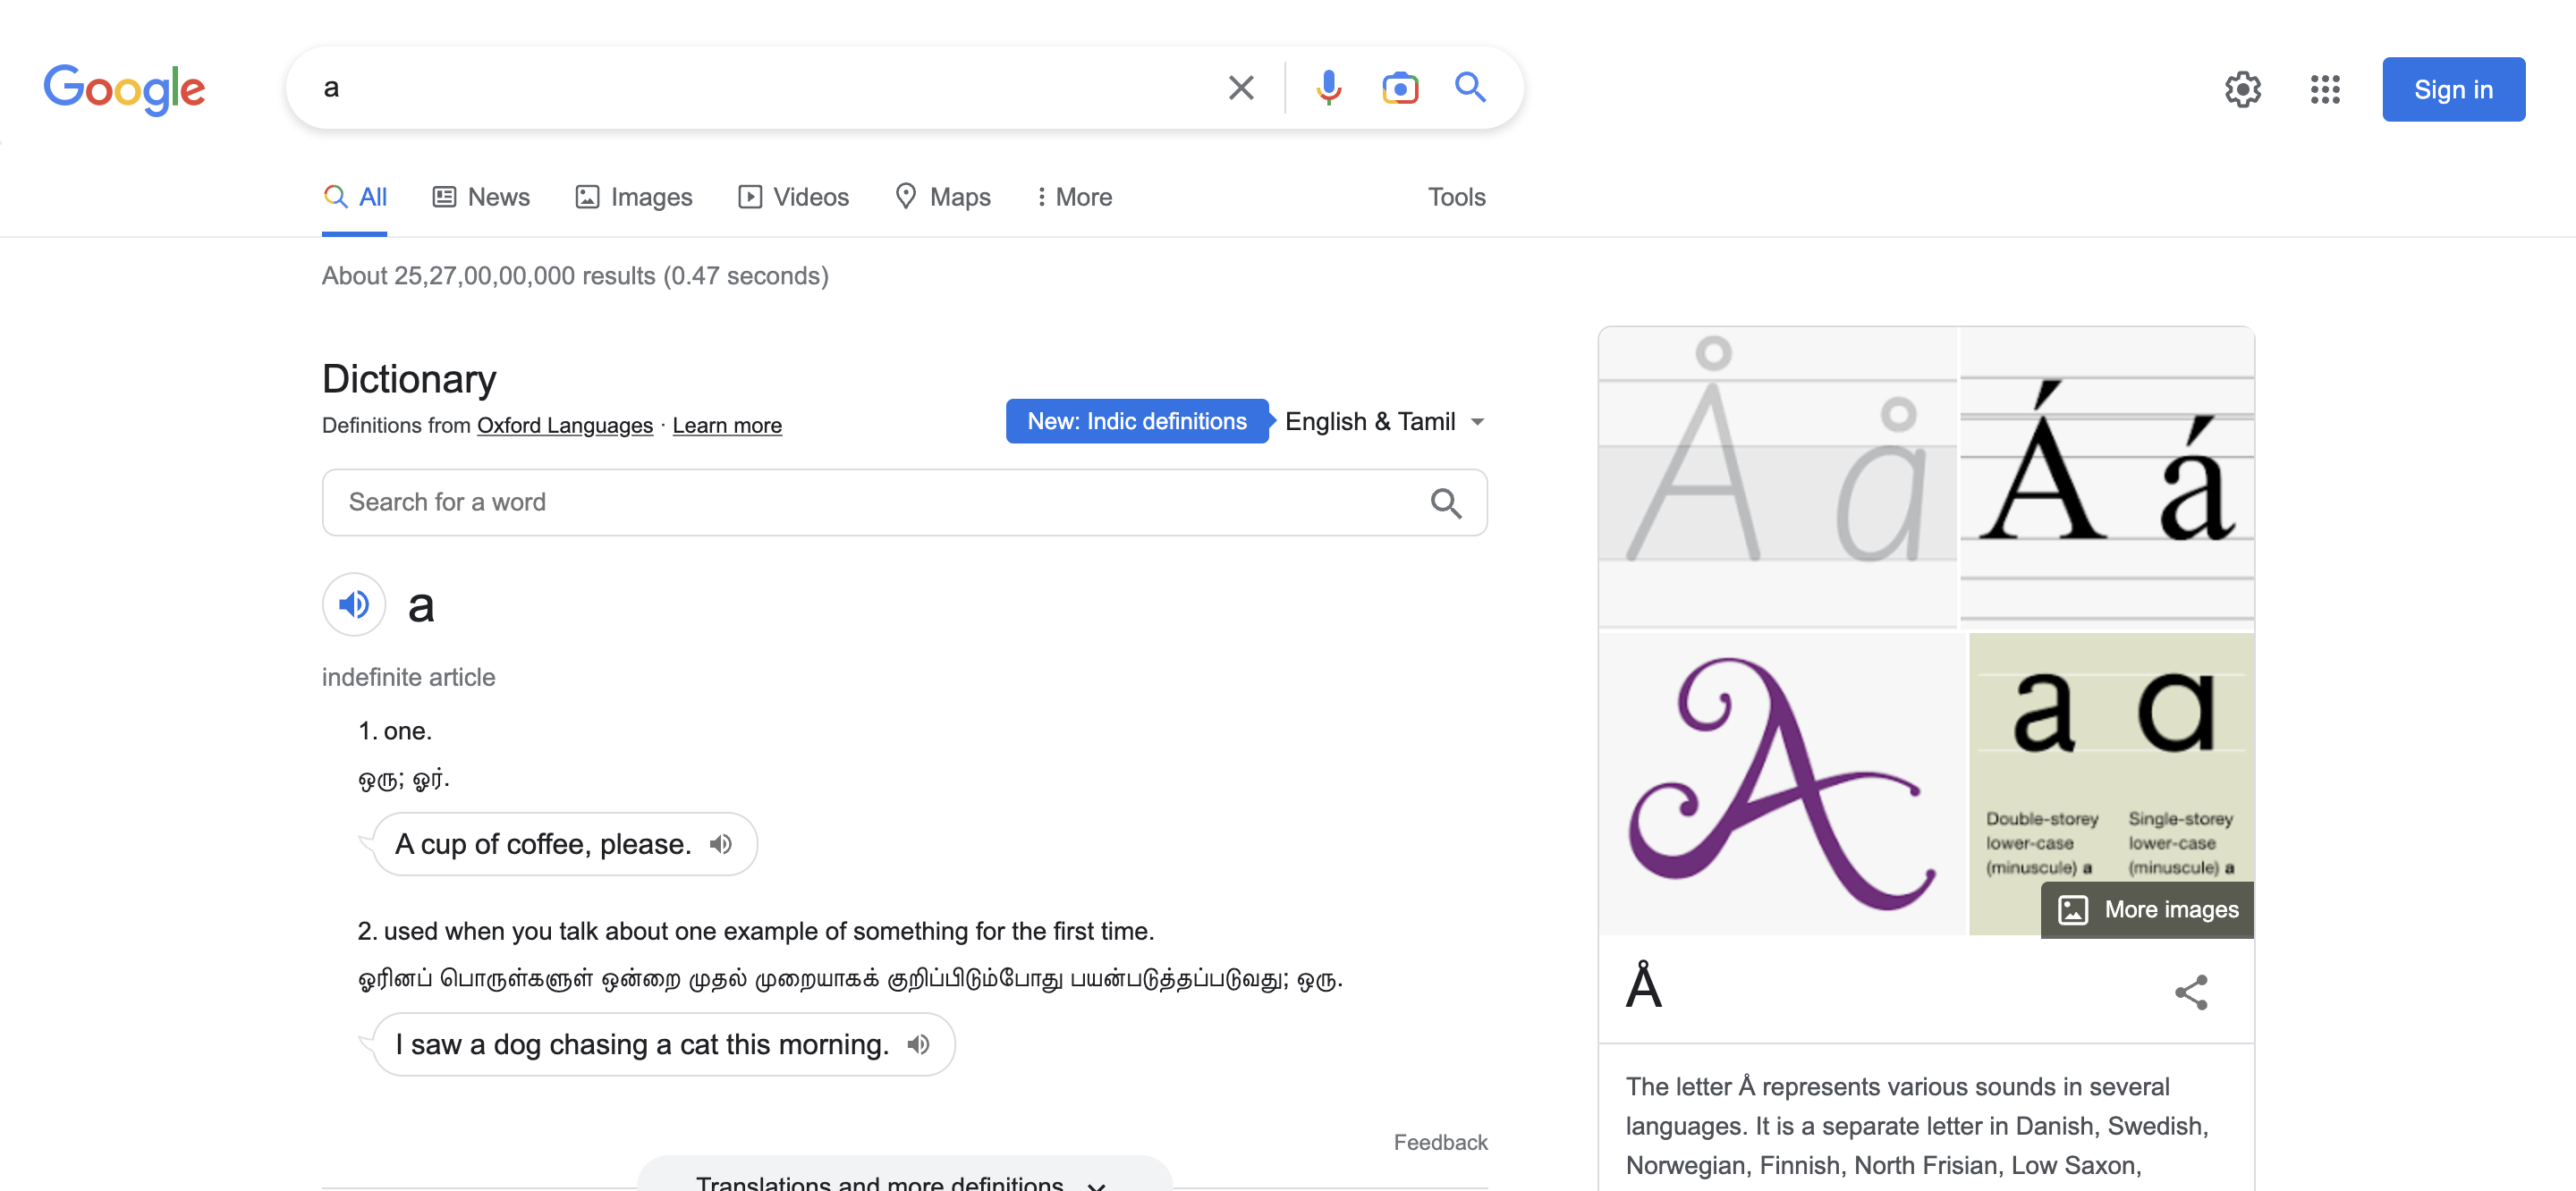 Google
a
Sign in
All News Images Videos Maps More Tools
About 25,27,00,00,000 results (0.47 seconds)
Dictionary
Definitions from Oxford Languages · Learn more
New: Indic definitions English & Tamil
Search for a word
a
indefinite article
1. one.
ஒரு; ஓர்.
A cup of coffee, please.
2. used when you talk about one example of something for the first time.
ஓரினப் பொருள்களுள் ஒன்றை முதல் முறையாகக் குறிப்பிடும்போது பயன்படுத்தப்படுவது; ஒரு.
I saw a dog chasing a cat this morning.
Feedback
Translations and more definitions
Å å
Á á
A
a ɑ
Double-storey Single-storey
lower-case lower-case
(minuscule) a (minuscule) a
More images
Å
The letter Å represents various sounds in several
languages. It is a separate letter in Danish, Swedish,
Norwegian, Finnish, North Frisian, Low Saxon,